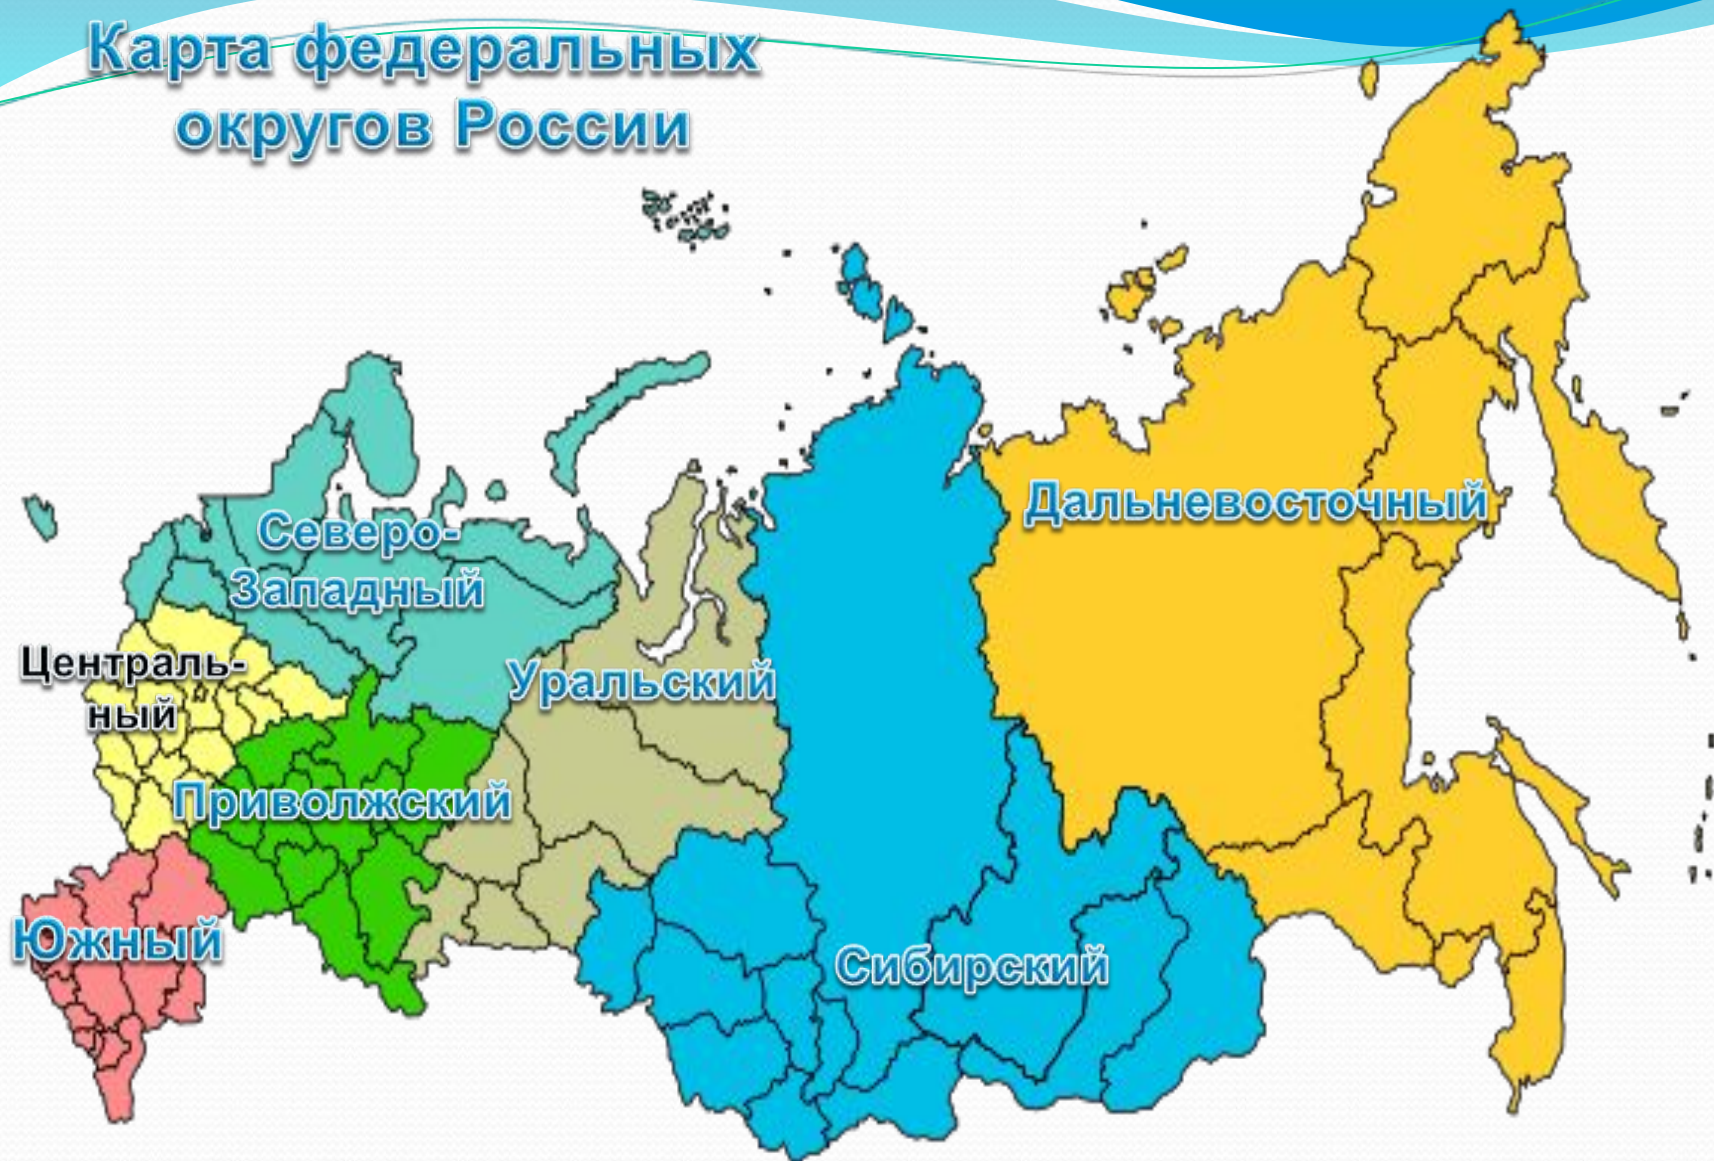 Карта федеральных
округов России
Дальневосточный
Северо-
Западный
Централь-
ный
Уральский
Приволжский
Южный
Сибирский